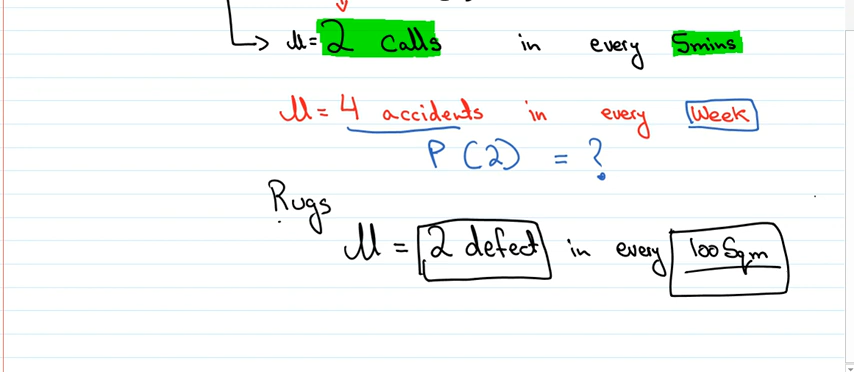 μ = 2 calls in every 5mins
μ = 4 accidents in every Week
P (2) = ?
Rugs
μ = 2 defect in every 100 Sqm